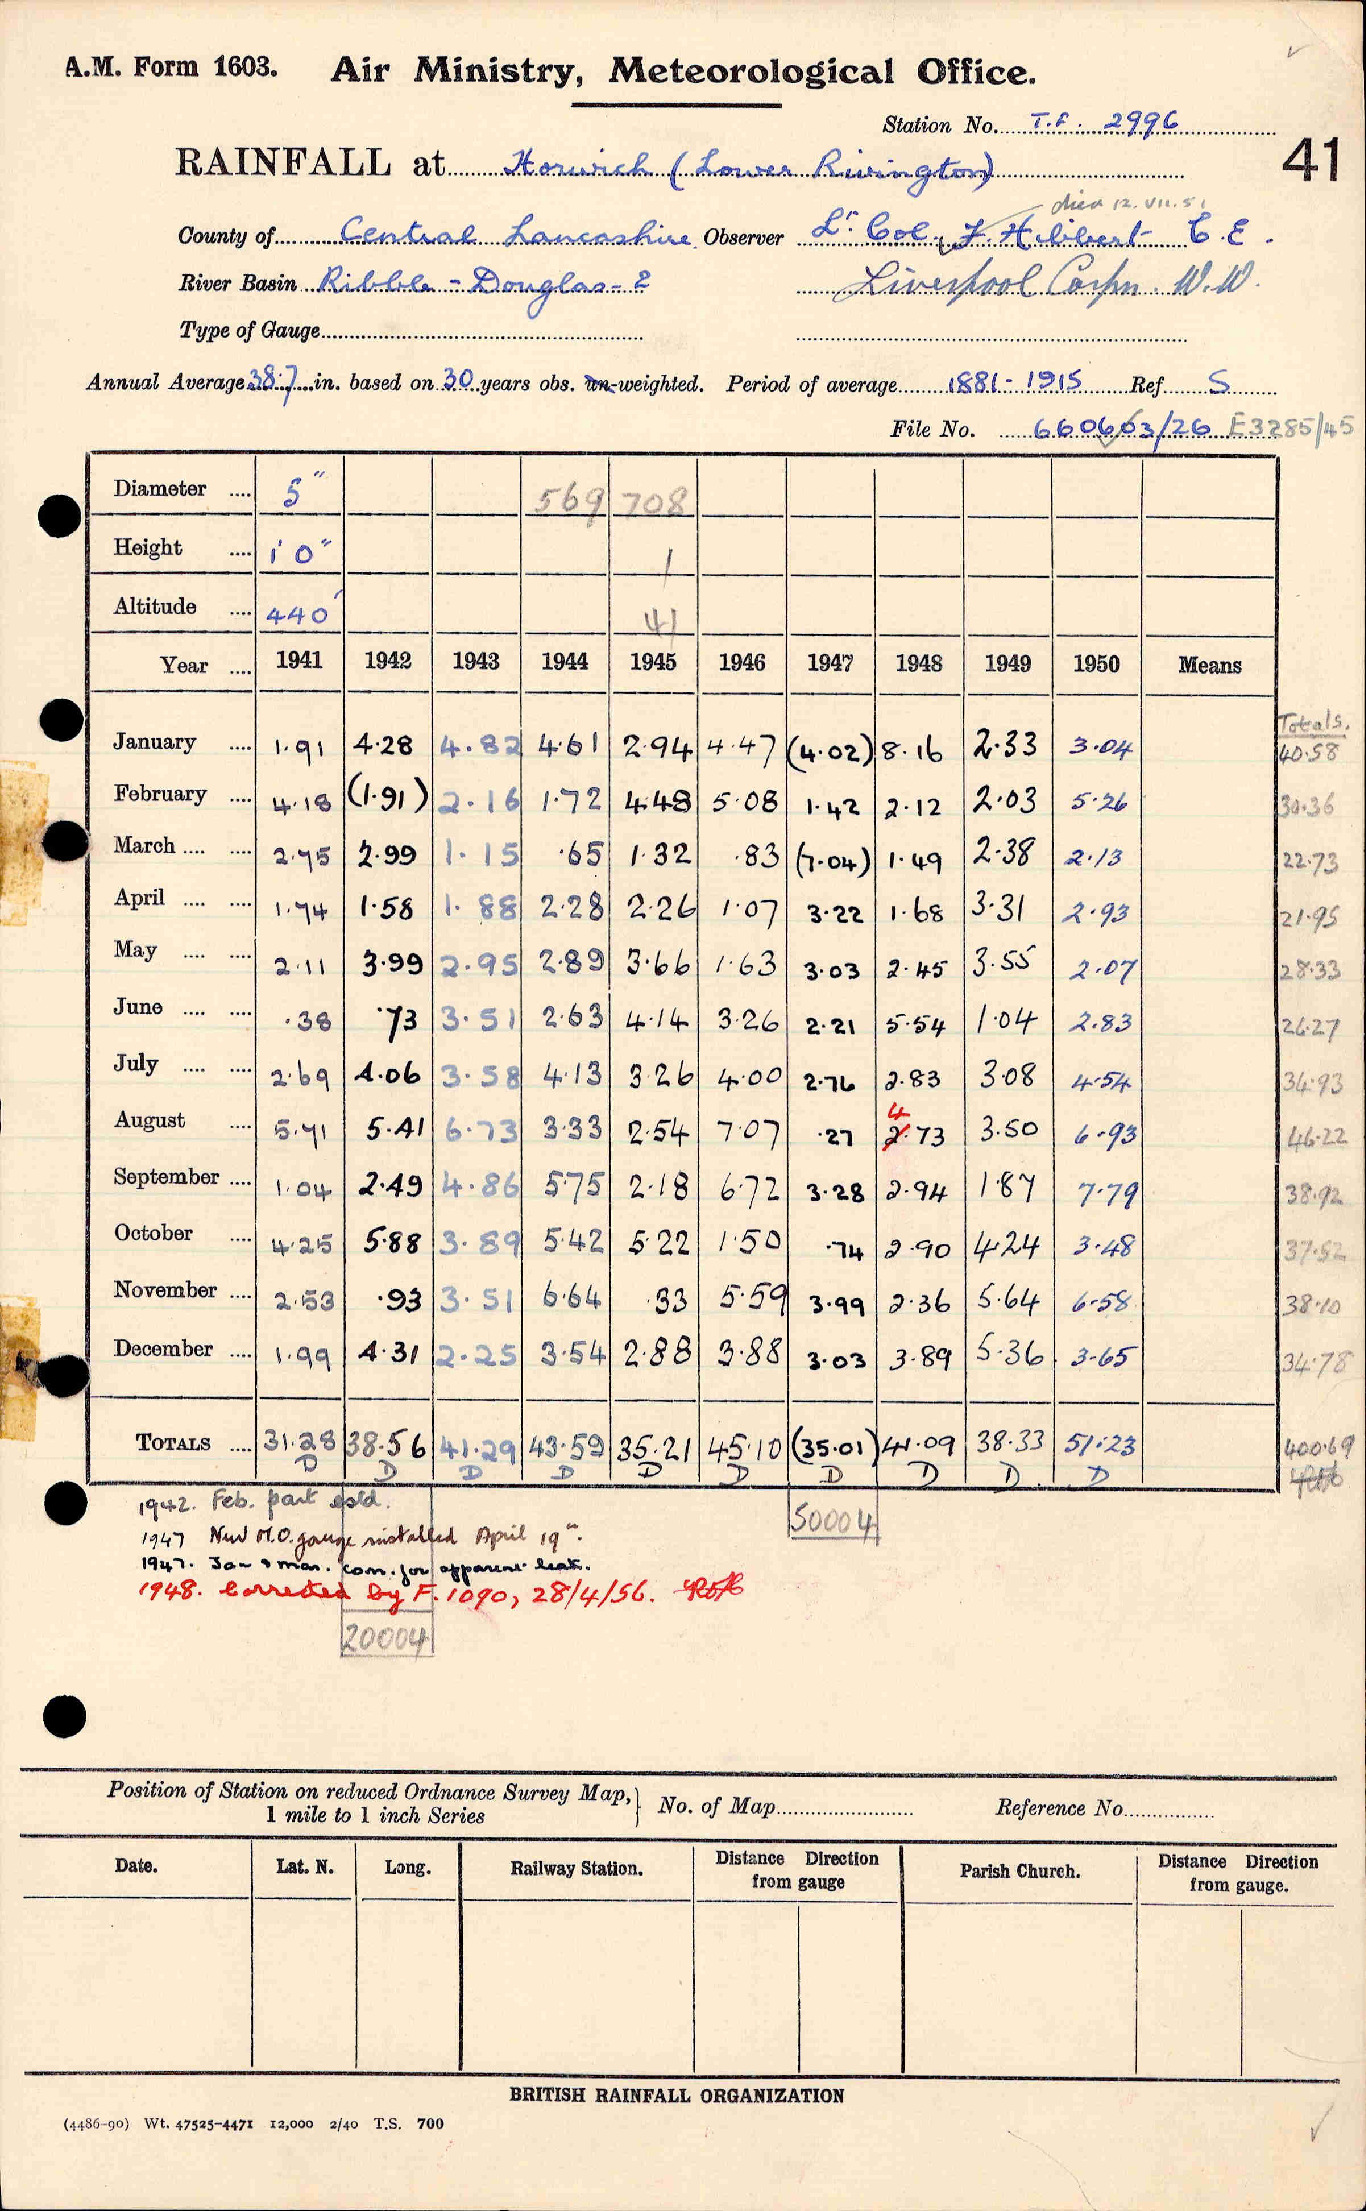 A.M. Form 1603. Air Ministry, Meteorological Office.
Station No. T.F. 2996
41
RAINFALL at Horwich (Lower Rivington)
died 12.VII.51
County of Central Lancashire Observer Lt. Col. F. Hibbert C.E.
River Basin Ribble - Douglas - 2 Liverpool Corpn. W.W.
Type of Gauge
Annual Average 38.7 in. based on 30 years obs. un-weighted. Period of average 1881-1915 Ref. S
File No. 660603/26 E3285/45
Diameter .... 5" 569 708
Height .... 1' 0" 1
Altitude .... 440' 41
Year .... 1941 1942 1943 1944 1945 1946 1947 1948 1949 1950 Means
Totals.
January .... 1.91 4.28 4.82 4.61 2.94 4.47 (4.02) 8.16 2.33 3.04 40.58
February .... 4.18 (1.91) 2.16 1.72 4.48 5.08 1.42 2.12 2.03 5.26 30.36
March .... .... 2.75 2.99 1.15 .65 1.32 .83 (7.04) 1.49 2.38 2.13 22.73
April .... .... 1.74 1.58 1.88 2.28 2.26 1.07 3.22 1.68 3.31 2.93 21.95
May .... .... 2.11 3.99 2.95 2.89 3.66 1.63 3.03 2.45 3.55 2.07 28.33
June .... .... .38 .73 3.51 2.63 4.14 3.26 2.21 5.54 1.04 2.83 26.27
July .... .... 2.69 4.06 3.58 4.13 3.26 4.00 2.76 2.83 3.08 4.54 34.93
4
August .... 5.71 5.41 6.73 3.33 2.54 7.07 .27 2.73 3.50 6.93 46.22
September .... 1.04 2.49 4.86 5.75 2.18 6.72 3.28 2.94 1.87 7.79 38.92
October .... 4.25 5.88 3.89 5.42 5.22 1.50 .74 2.90 4.24 3.48 37.52
November .... 2.53 .93 3.51 6.64 .33 5.59 3.99 2.36 5.64 6.58 38.10
December .... 1.99 4.31 2.25 3.54 2.88 3.88 3.03 3.89 5.36 3.65 34.78
TOTALS .... 31.28 38.56 41.29 43.59 35.21 45.10 (35.01) 41.09 38.33 51.23 400.69
D D D D D D D D D. D
1942. Feb. part estd.
50004
1947 New M.O. gauge installed April 19th.
1947. Jan & Mar. corr. for apparent leak.
1948. Corrected by F.1090, 28/4/56.
20004
Position of Station on reduced Ordnance Survey Map, 1 mile to 1 inch Series
No. of Map Reference No.
Date. Lat. N. Long. Railway Station. Distance Direction from gauge Parish Church. Distance Direction from gauge.
BRITISH RAINFALL ORGANIZATION
(4486-90) Wt. 47525-4471 12,000 2/40 T.S. 700